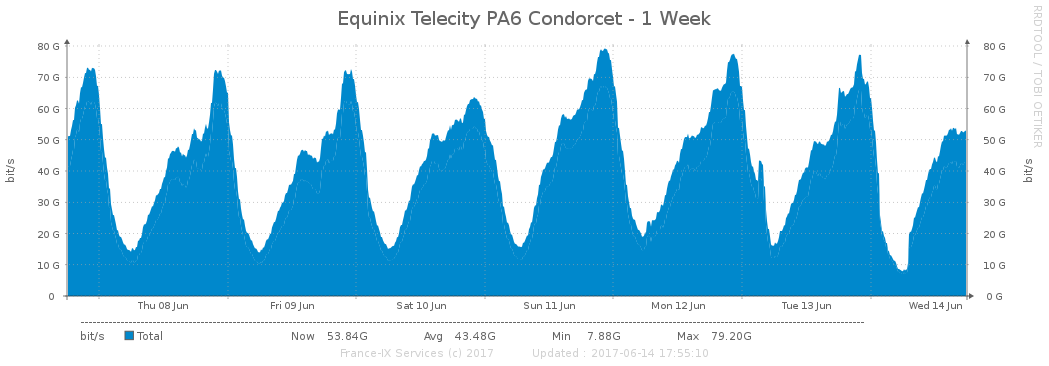 Equinix Telecity PA6 Condorcet - 1 Week
RRDTOOL / TOBI OETIKER
bit/s
80 G
70 G
60 G
50 G
40 G
30 G
20 G
10 G
0
80 G
70 G
60 G
50 G
40 G
30 G
20 G
10 G
0 G
bit/s
Thu 08 Jun Fri 09 Jun Sat 10 Jun Sun 11 Jun Mon 12 Jun Tue 13 Jun Wed 14 Jun
bit/s Total Now 53.84G Avg 43.48G Min 7.88G Max 79.20G
France-IX Services (c) 2017 Updated : 2017-06-14 17:55:10